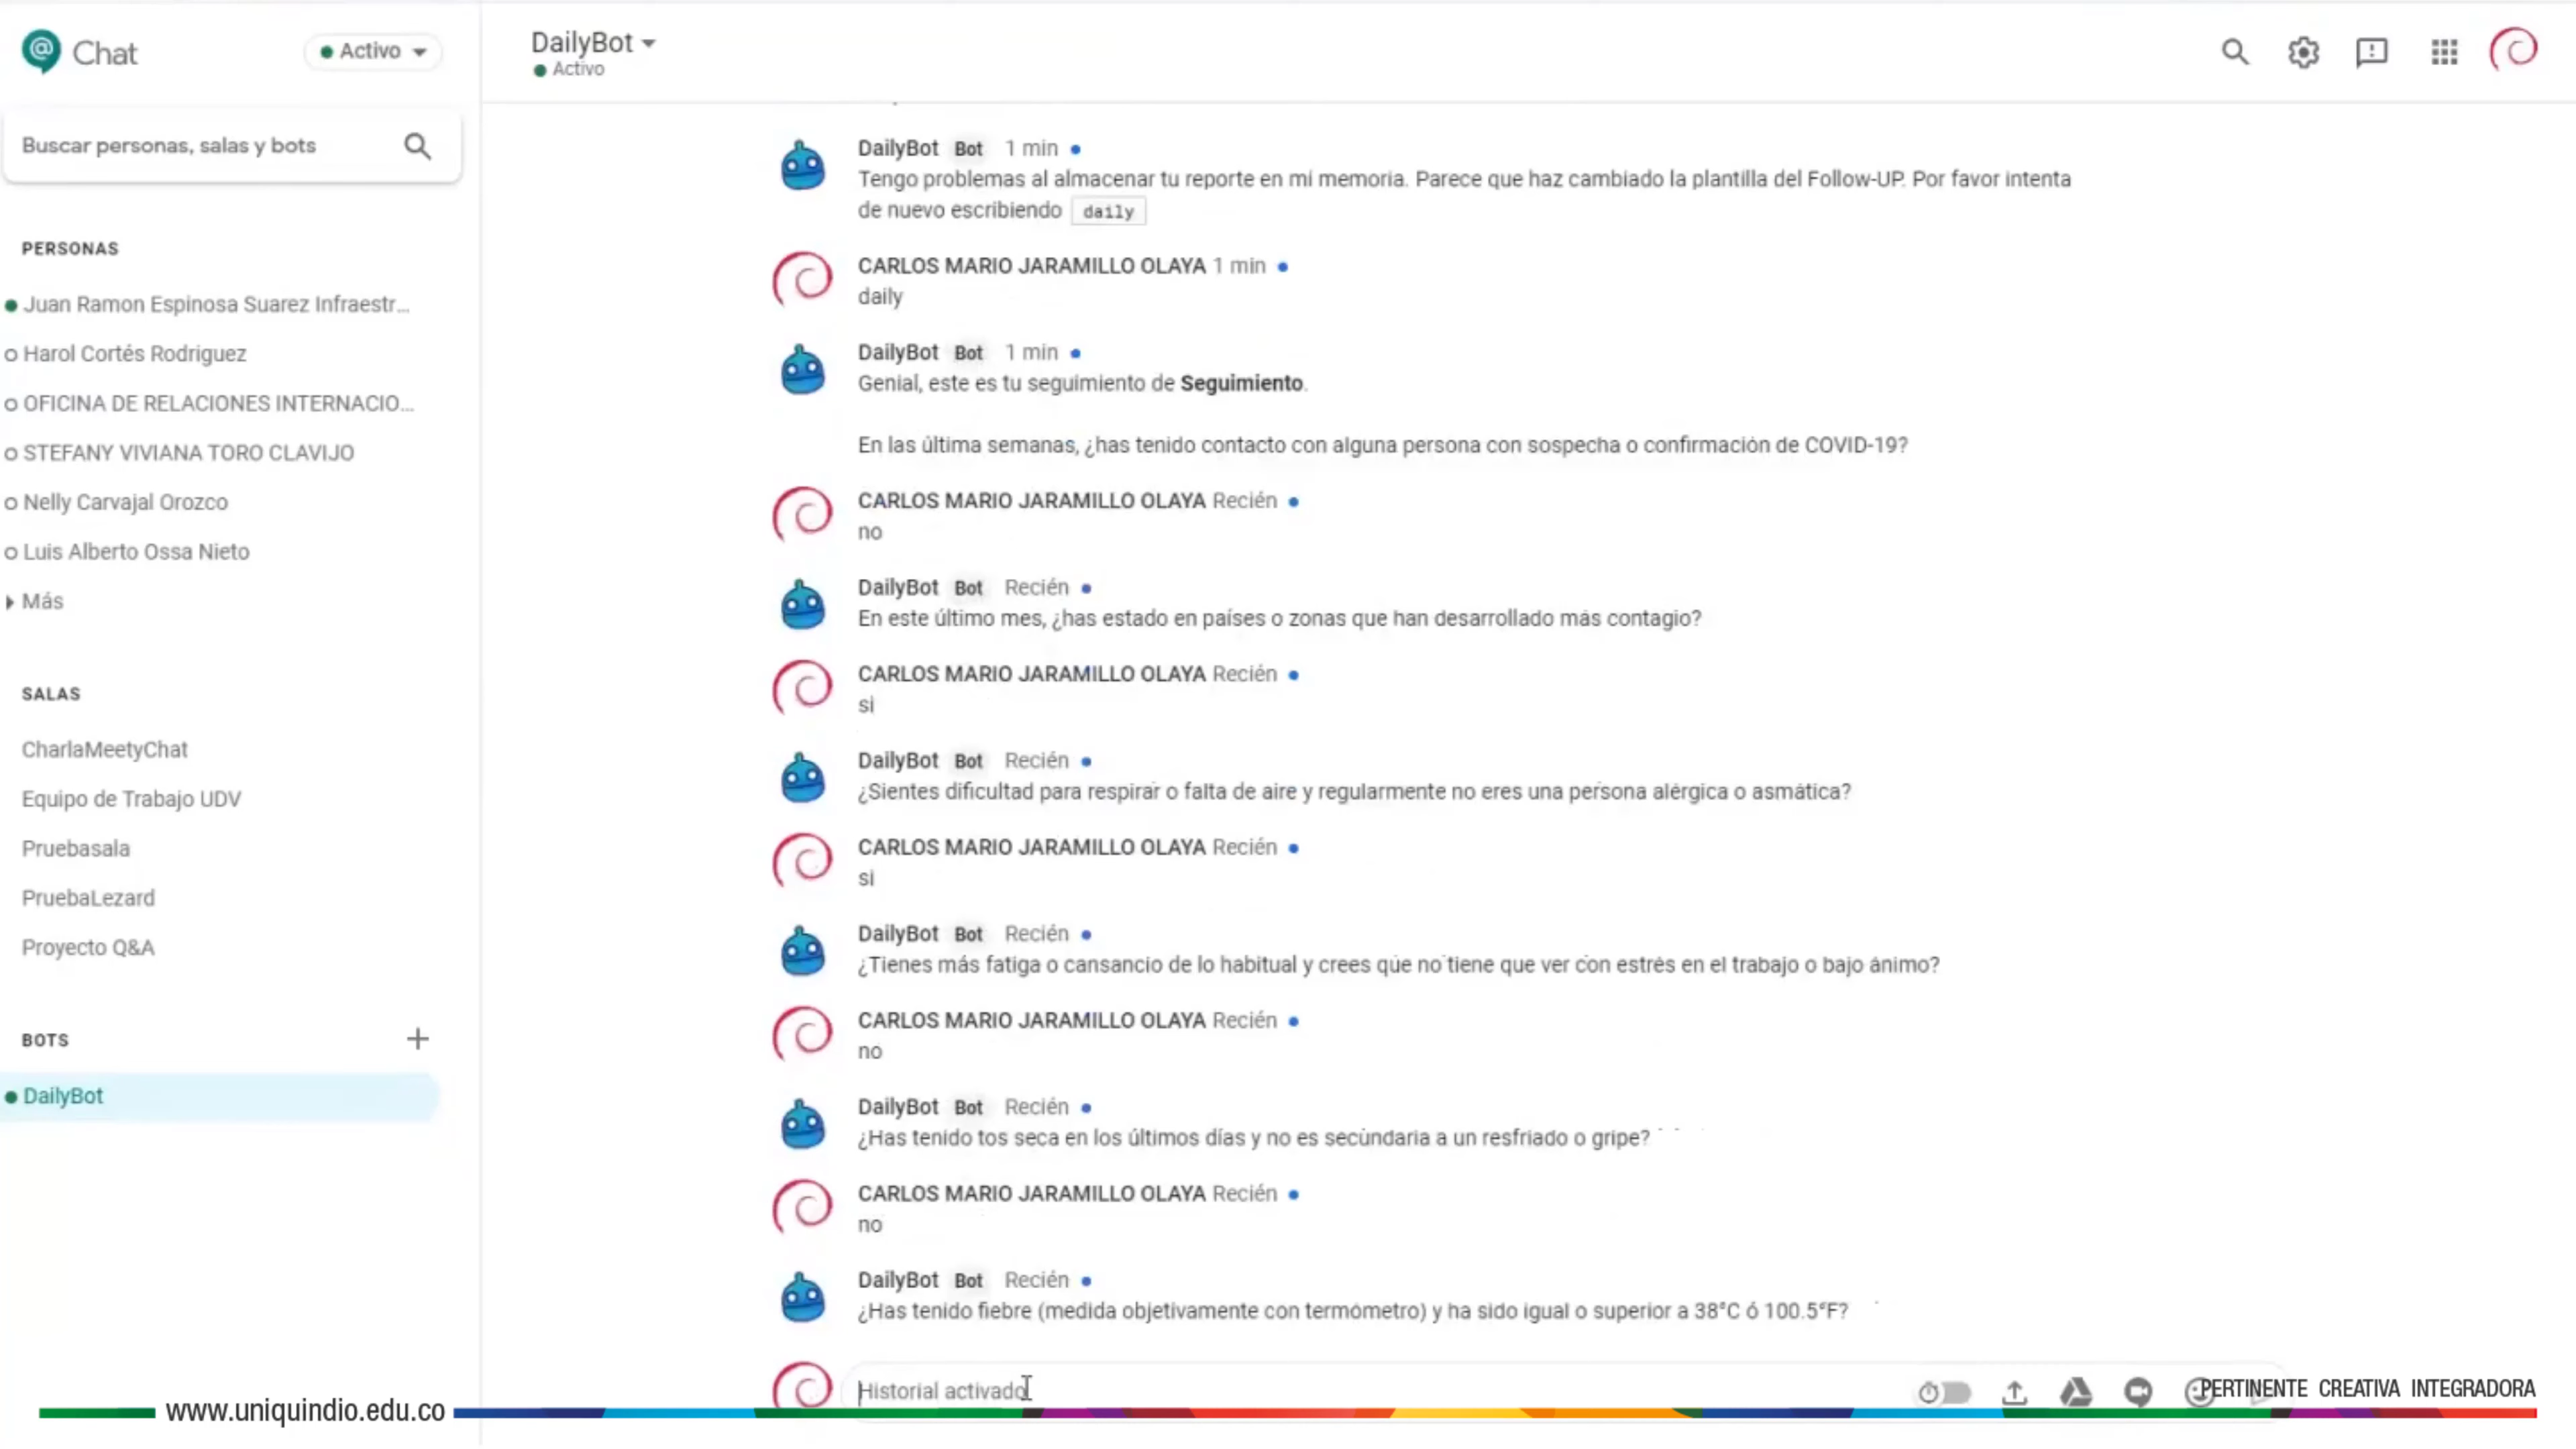 Chat
Activo
Buscar personas, salas y bots
PERSONAS
Juan Ramon Espinosa Suarez Infraestr...
Harol Cortés Rodriguez
OFICINA DE RELACIONES INTERNACIO...
STEFANY VIVIANA TORO CLAVIJO
Nelly Carvajal Orozco
Luis Alberto Ossa Nieto
Más
SALAS
CharlaMeetyChat
Equipo de Trabajo UDV
Pruebasala
PruebaLezard
Proyecto Q&A
BOTS
DailyBot
DailyBot
Activo
DailyBot Bot 1 min
Tengo problemas al almacenar tu reporte en mi memoria. Parece que haz cambiado la plantilla del Follow-UP. Por favor intenta
de nuevo escribiendo daily
CARLOS MARIO JARAMILLO OLAYA 1 min
daily
DailyBot Bot 1 min
Genial, este es tu seguimiento de Seguimiento.
En las última semanas, ¿has tenido contacto con alguna persona con sospecha o confirmación de COVID-19?
CARLOS MARIO JARAMILLO OLAYA Recién
no
DailyBot Bot Recién
En este último mes, ¿has estado en países o zonas que han desarrollado más contagio?
CARLOS MARIO JARAMILLO OLAYA Recién
si
DailyBot Bot Recién
¿Sientes dificultad para respirar o falta de aire y regularmente no eres una persona alérgica o asmática?
CARLOS MARIO JARAMILLO OLAYA Recién
si
DailyBot Bot Recién
¿Tienes más fatiga o cansancio de lo habitual y crees que no tiene que ver con estrés en el trabajo o bajo ánimo?
CARLOS MARIO JARAMILLO OLAYA Recién
no
DailyBot Bot Recién
¿Has tenido tos seca en los últimos días y no es secundaria a un resfriado o gripe?
CARLOS MARIO JARAMILLO OLAYA Recién
no
DailyBot Bot Recién
¿Has tenido fiebre (medida objetivamente con termómetro) y ha sido igual o superior a 38°C ó 100.5°F?
Historial activado
PERTINENTE CREATIVA INTEGRADORA
www.uniquindio.edu.co